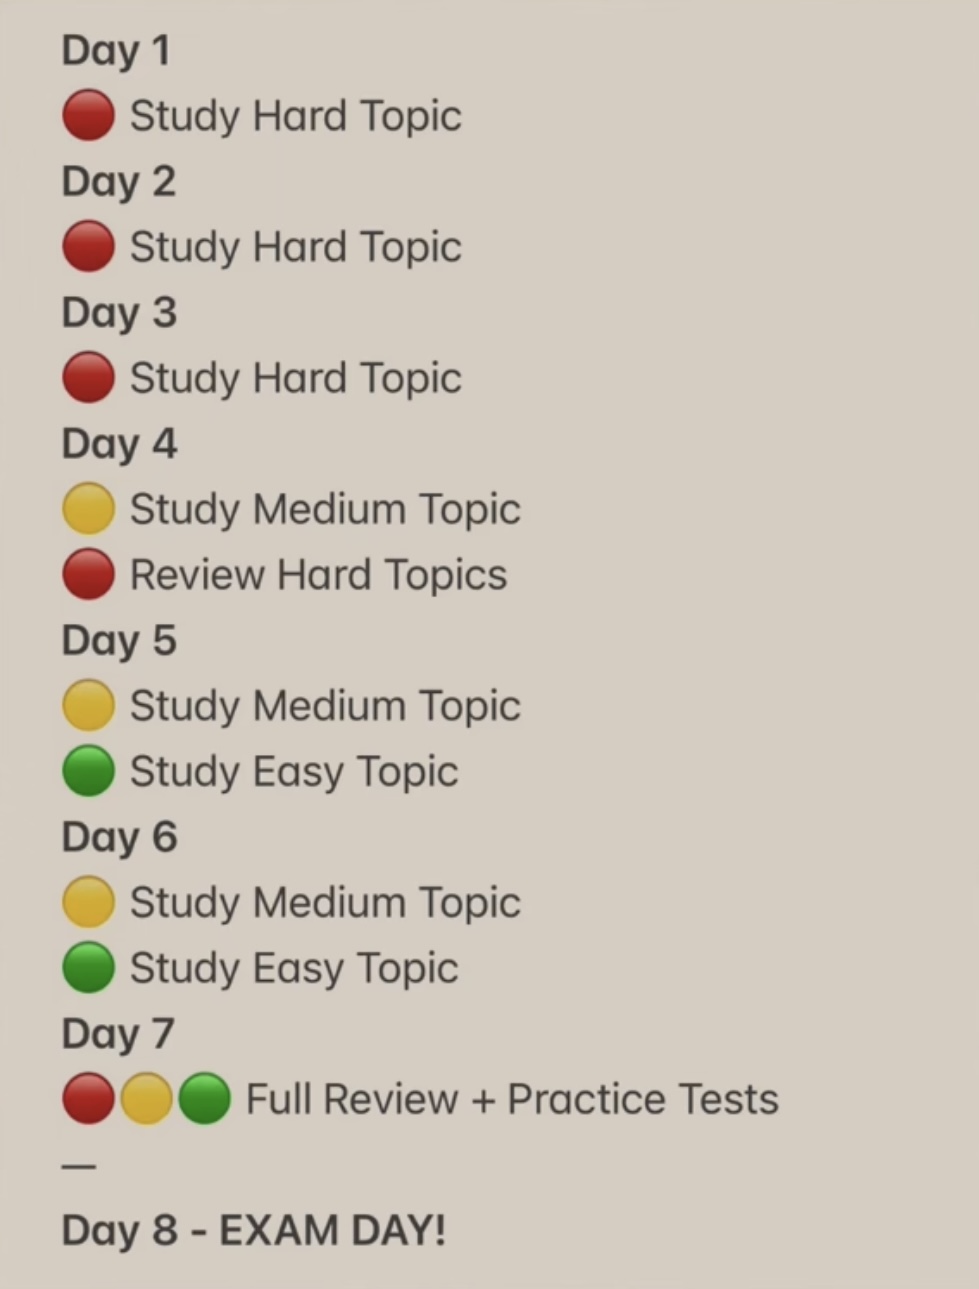 Day 1
🔴 Study Hard Topic
Day 2
🔴 Study Hard Topic
Day 3
🔴 Study Hard Topic
Day 4
🟡 Study Medium Topic
🔴 Review Hard Topics
Day 5
🟡 Study Medium Topic
🟢 Study Easy Topic
Day 6
🟡 Study Medium Topic
🟢 Study Easy Topic
Day 7
🔴🟡🟢 Full Review + Practice Tests
—
Day 8 - EXAM DAY!